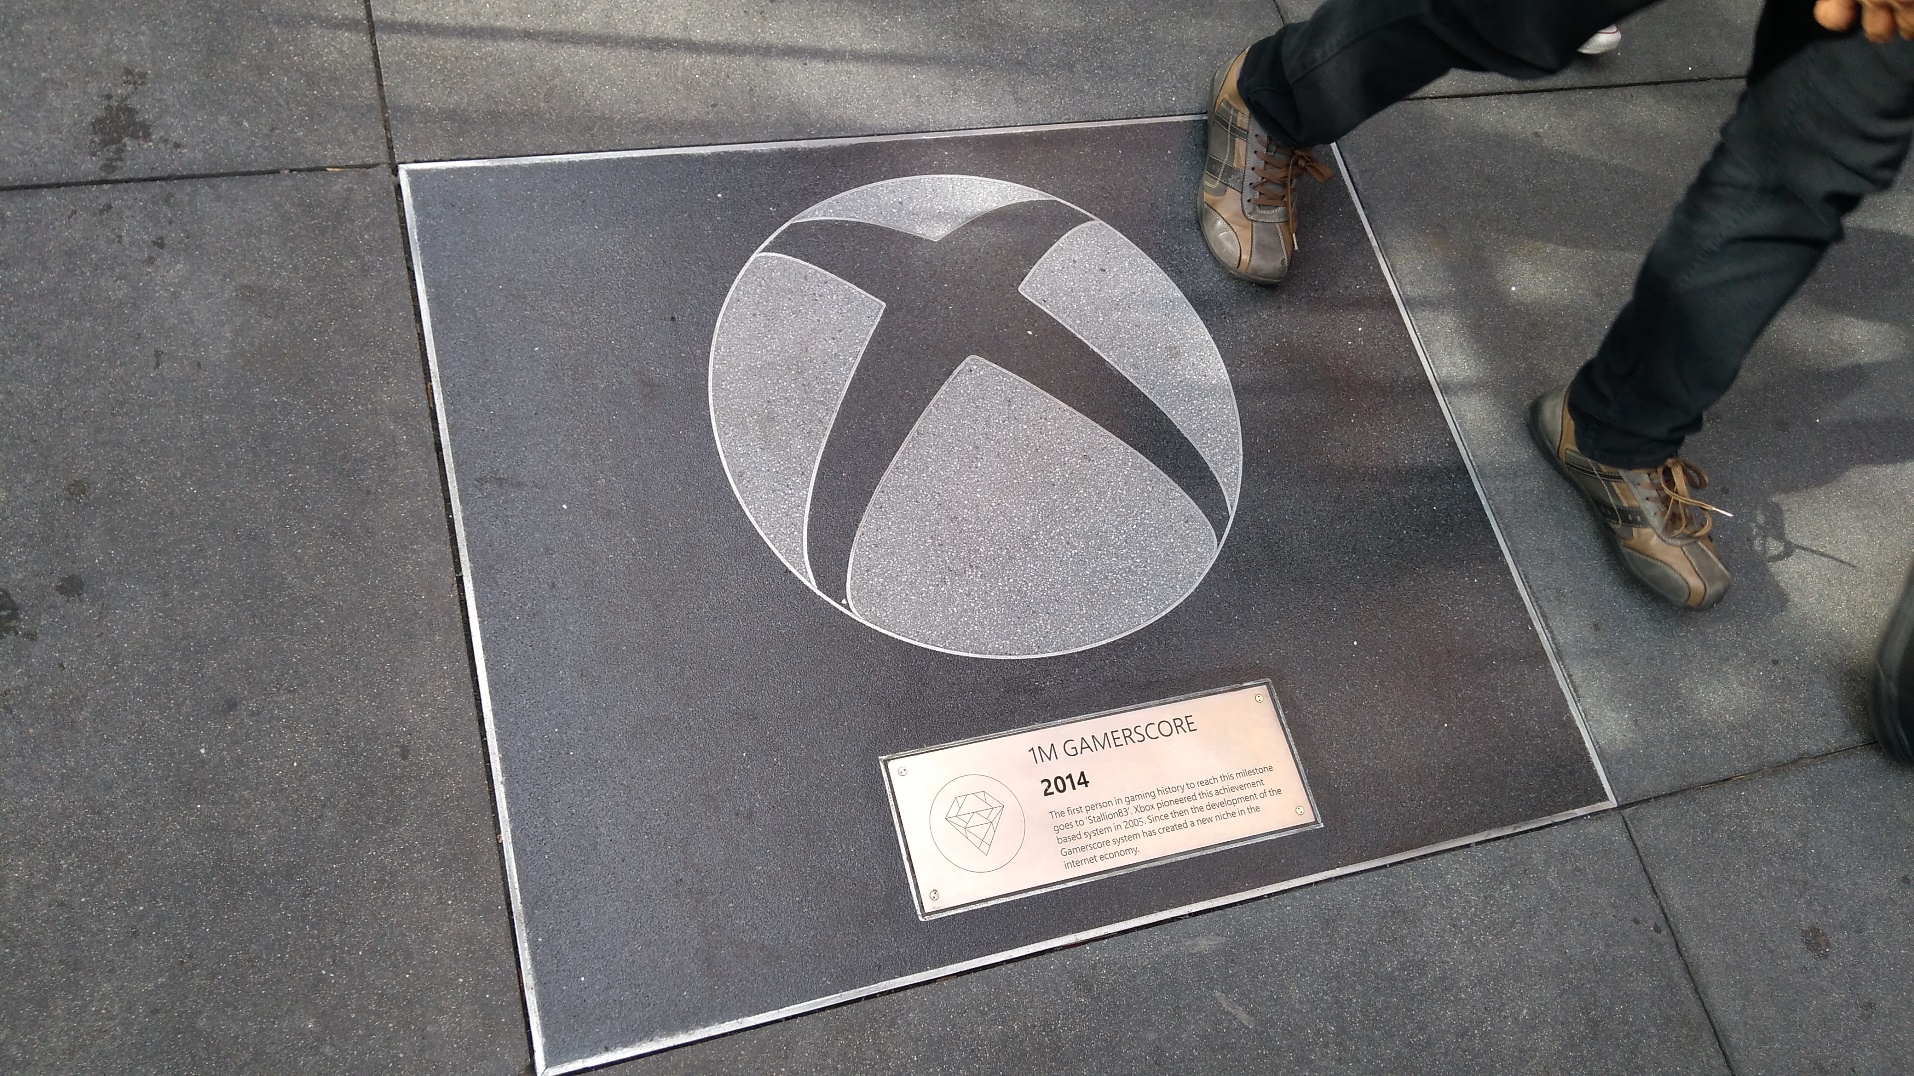 1M GAMERSCORE
2014
The first person in gaming history to reach this milestone
goes to 'Stallion83'. Xbox pioneered this achievement
based system in 2005. Since then the development of the
Gamerscore system has created a new niche in the
internet economy.